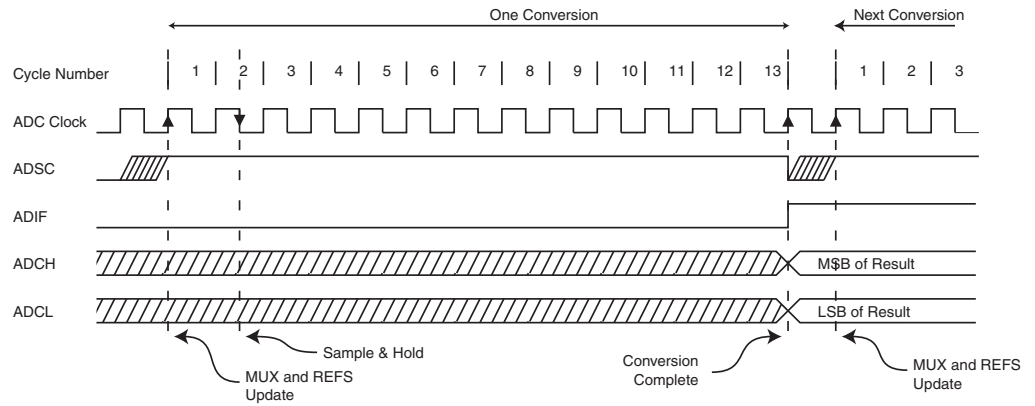 One Conversion
Next Conversion
Cycle Number
1 2 3 4 5 6 7 8 9 10 11 12 13 1 2 3
ADC Clock
ADSC
ADIF
ADCH
MSB of Result
ADCL
LSB of Result
Sample & Hold
MUX and REFS
Update
Conversion
Complete
MUX and REFS
Update